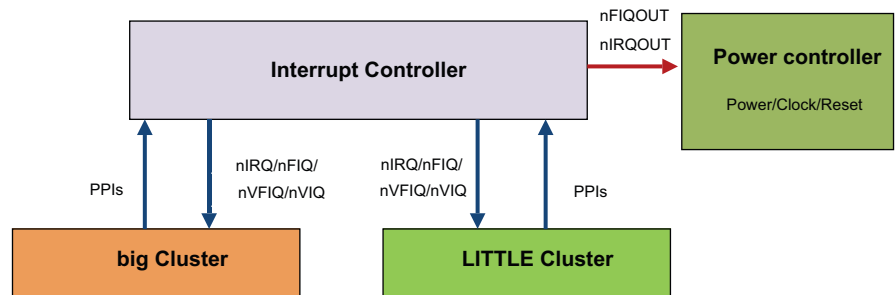 nFIQOUT
nIRQOUT
Interrupt Controller
Power controller
Power/Clock/Reset
PPIs
nIRQ/nFIQ/
nVFIQ/nVIQ
nIRQ/nFIQ/
nVFIQ/nVIQ
PPIs
big Cluster
LITTLE Cluster